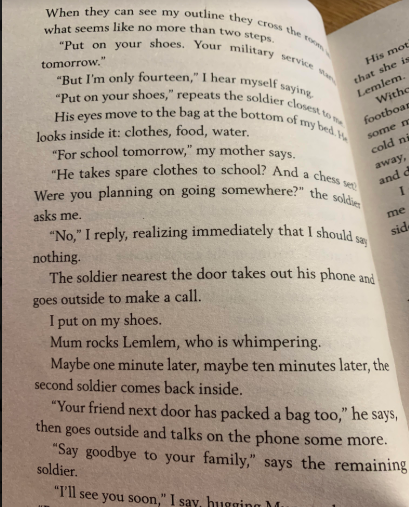 When they can see my outline they cross the room in
what seems like no more than two steps.
"Put on your shoes. Your military service starts
tomorrow."
"But I'm only fourteen," I hear myself saying.
"Put on your shoes," repeats the soldier closest to me
His eyes move to the bag at the bottom of my bed. He
looks inside it: clothes, food, water.
"For school tomorrow," my mother says.
"He takes spare clothes to school? And a chess set?
Were you planning on going somewhere?" the soldier
asks me.
"No," I reply, realizing immediately that I should say
nothing.
The soldier nearest the door takes out his phone and
goes outside to make a call.
I put on my shoes.
Mum rocks Lemlem, who is whimpering.
Maybe one minute later, maybe ten minutes later, the
second soldier comes back inside.
"Your friend next door has packed a bag too," he says,
then goes outside and talks on the phone some more.
"Say goodbye to your family," says the remaining
soldier.
"I'll see you soon," I say, hugging
His
that she is
Lemlem.
some
cold
away,
and
I
me